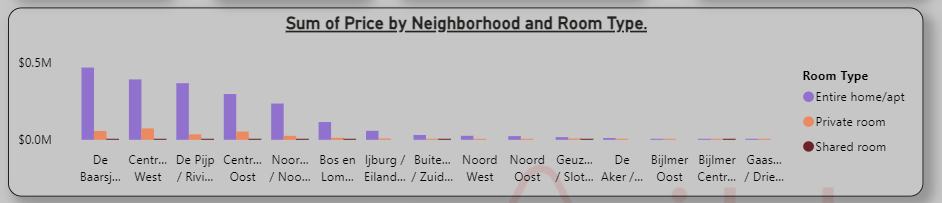 Sum of Price by Neighborhood and Room Type.
$0.5M
$0.0M
De Baarsj...
Centr... West
De Pijp / Rivi...
Centr... Oost
Noor... / Noo...
Bos en Lom...
Ijburg / Eiland...
Buite... / Zuid...
Noord West
Noord Oost
Geuz... / Slot...
De Aker /...
Bijlmer Oost
Bijlmer Centr...
Gaas... / Drie...
Room Type
Entire home/apt
Private room
Shared room